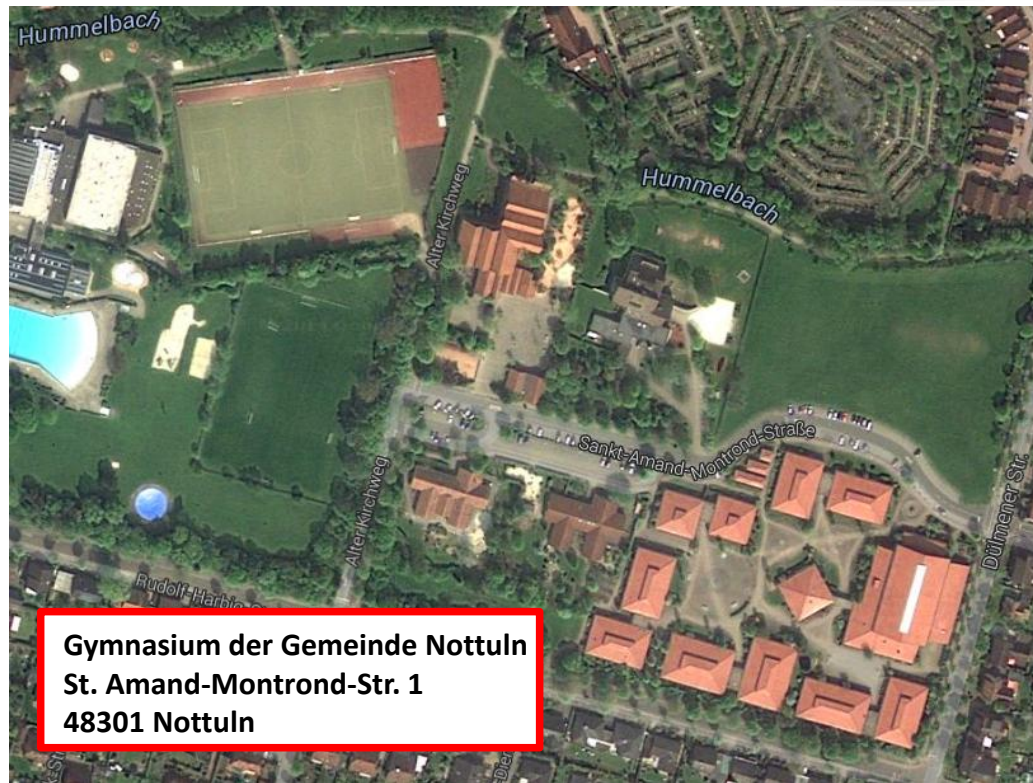 Hummelbach
Hummelbach
Alter Kirchweg
Sankt-Amand-Montrond-Straße
Dülmener Str.
Alter Kirchweg
Gymnasium der Gemeinde Nottuln
St. Amand-Montrond-Str. 1
48301 Nottuln